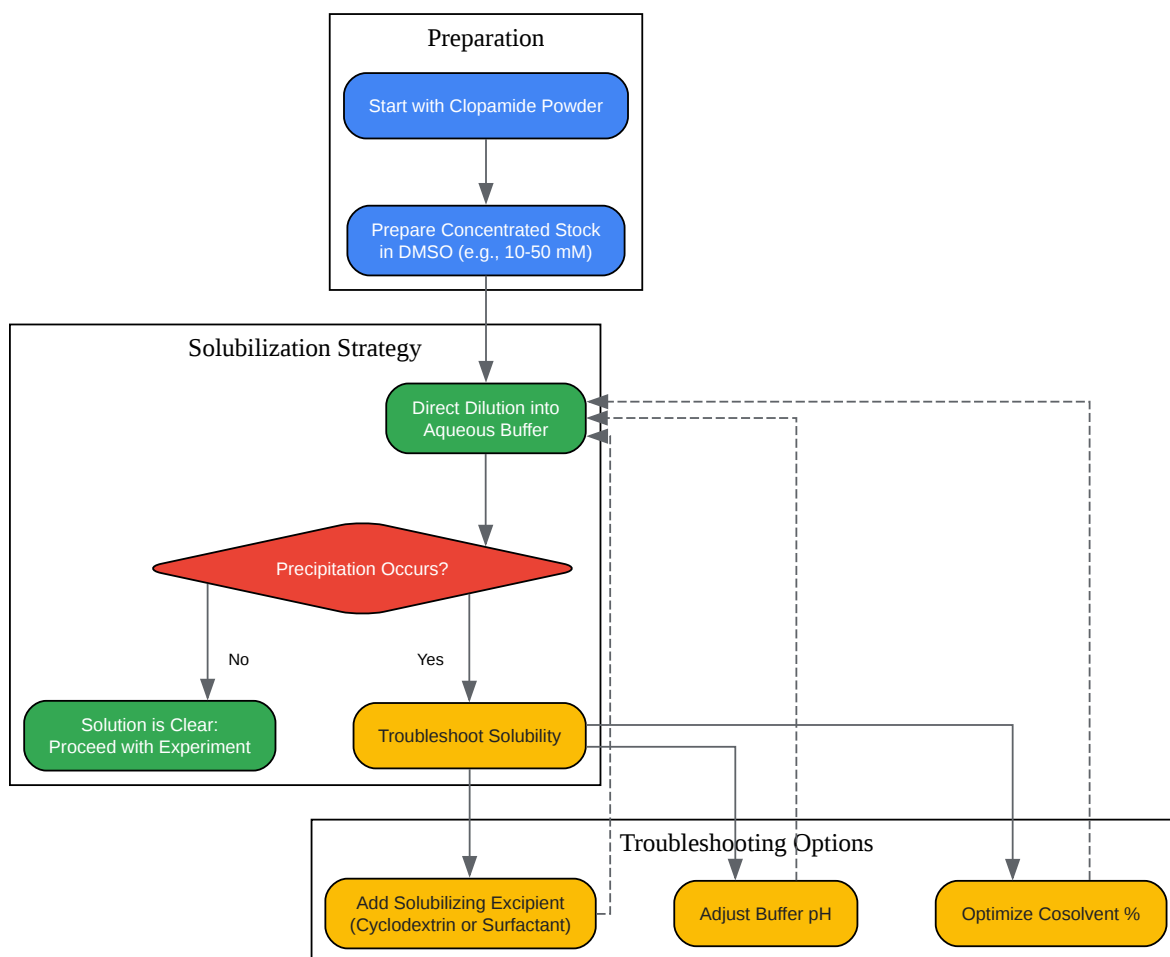 Preparation
Start with Clopamide Powder
Prepare Concentrated Stock
in DMSO (e.g., 10-50 mM)
Solubilization Strategy
Direct Dilution into
Aqueous Buffer
Precipitation Occurs?
No
Yes
Solution is Clear:
Proceed with Experiment
Troubleshoot Solubility
Troubleshooting Options
Add Solubilizing Excipient
(Cyclodextrin or Surfactant)
Adjust Buffer pH
Optimize Cosolvent %